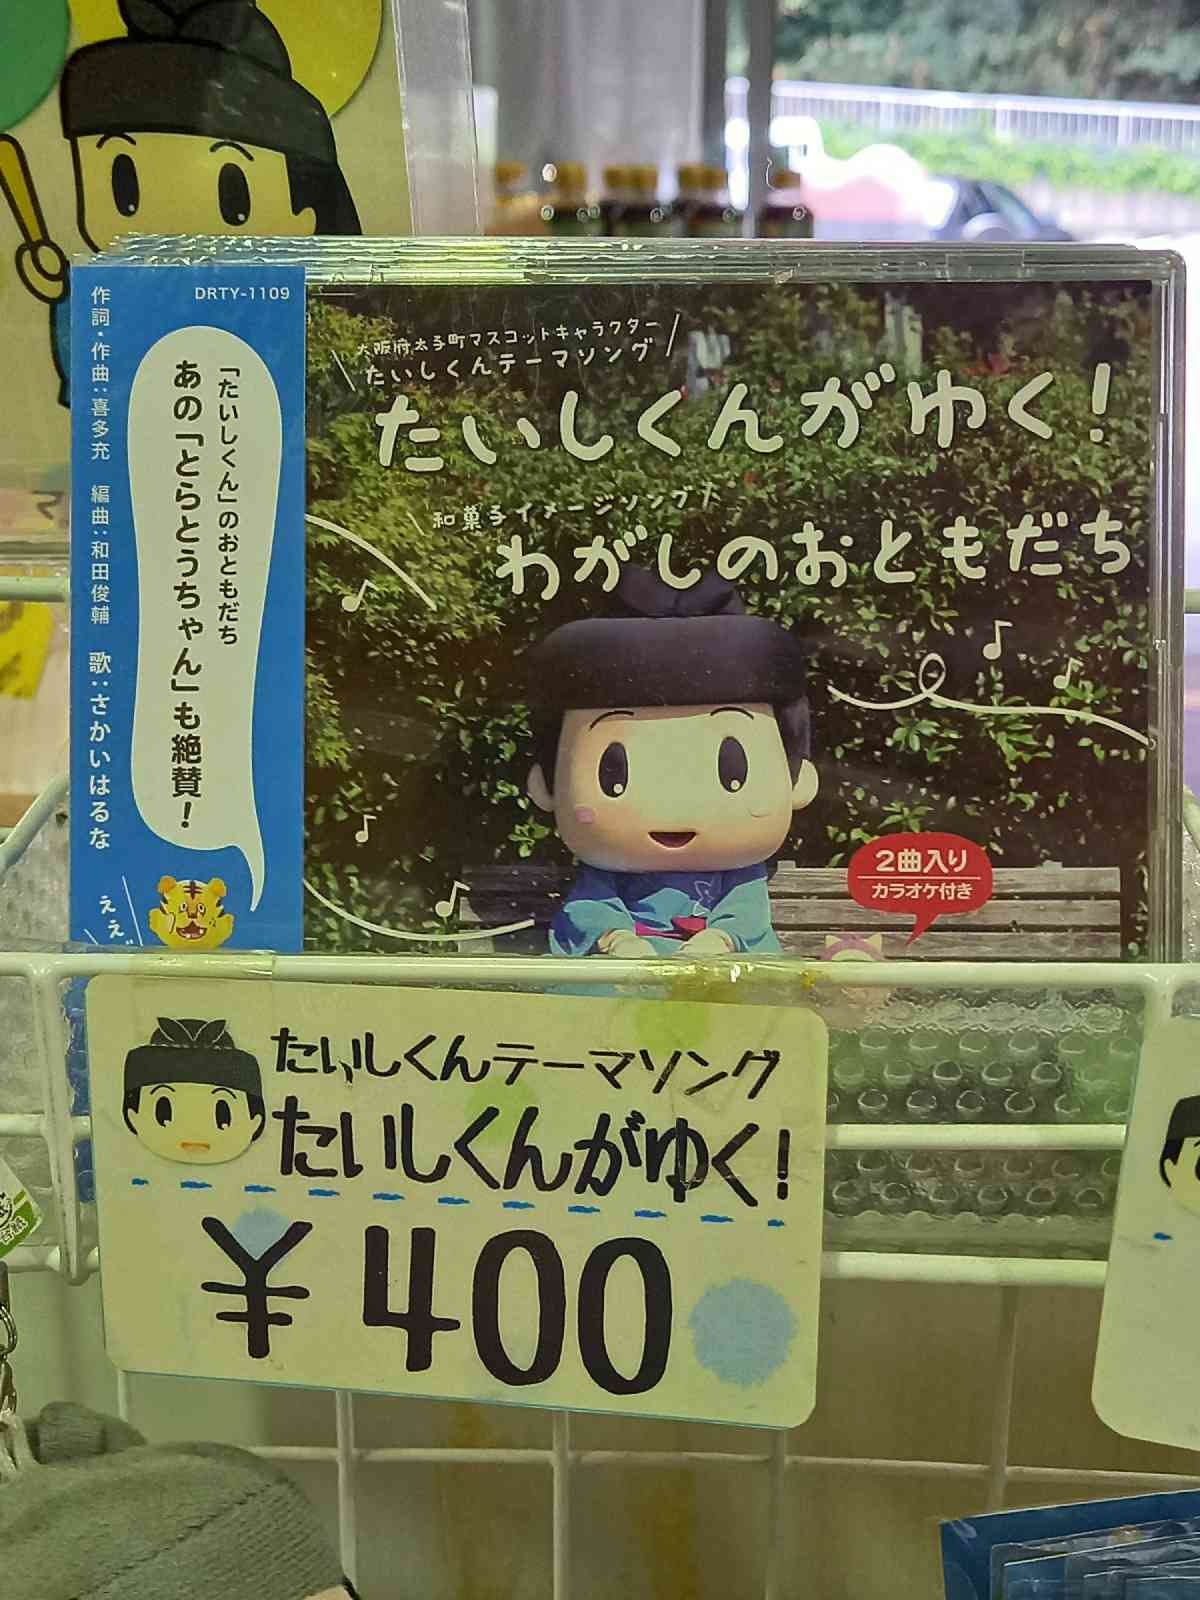 DRTY-1109
作詞・作曲：喜多充　編曲：和田俊輔　歌：さかいはるな
「たいしくん」のおともだち
あの「とらとうちゃん」も絶賛！
ええ
大阪府太子町マスコットキャラクター
たいしくんテーマソング
たいしくんがゆく！
和菓子イメージソング
わがしのおともだち
2曲入り
カラオケ付き
たいしくんテーマソング
たいしくんがゆく！
¥400